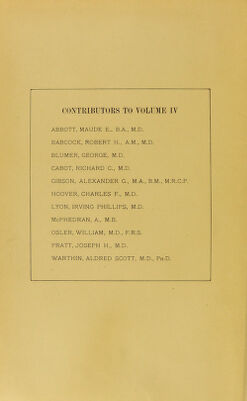 CONTRIBUTORS TO VOLUME IV
ABBOTT, MAUDE E., B.A., M.D.
BABCOCK, ROBERT H., A.M., M.D.
BLUMER, GEORGE, M.D.
CABOT, RICHARD C., M.D.
GIBSON, ALEXANDER G., M.A., B.M., M.R.C.P.
HOOVER, CHARLES F., M.D.
LYON, IRVING PHILLIPS, M.D.
McPHEDRAN, A., M.B.
OSLER, WILLIAM, M.D., F.R.S.
PRATT, JOSEPH H., M.D.
WARTHIN, ALDRED SCOTT, M.D., Ph.D.